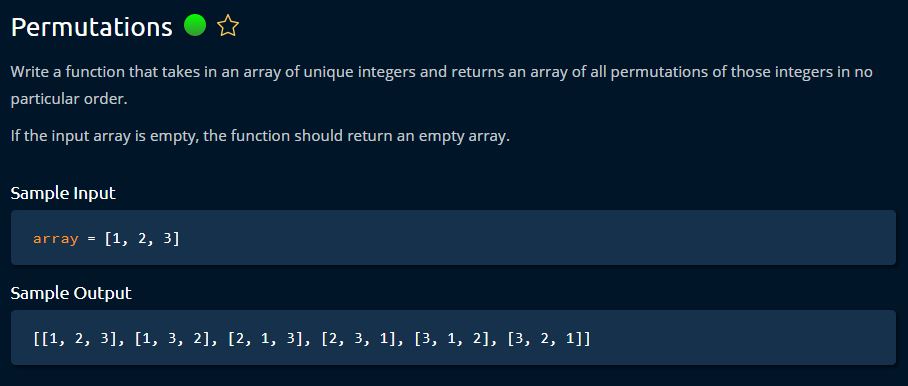 Permutations
Write a function that takes in an array of unique integers and returns an array of all permutations of those integers in no
particular order.
If the input array is empty, the function should return an empty array.
Sample Input
array = [1, 2, 3]
Sample Output
[[1, 2, 3], [1, 3, 2], [2, 1, 3], [2, 3, 1], [3, 1, 2], [3, 2, 1]]